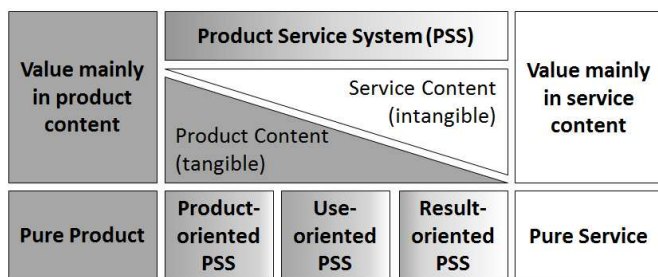 Value mainly
in product
content
Product Service System (PSS)
Service Content
(intangible)
Product Content
(tangible)
Value mainly
in service
content
Pure Product
Product-
oriented
PSS
Use-
oriented
PSS
Result-
oriented
PSS
Pure Service